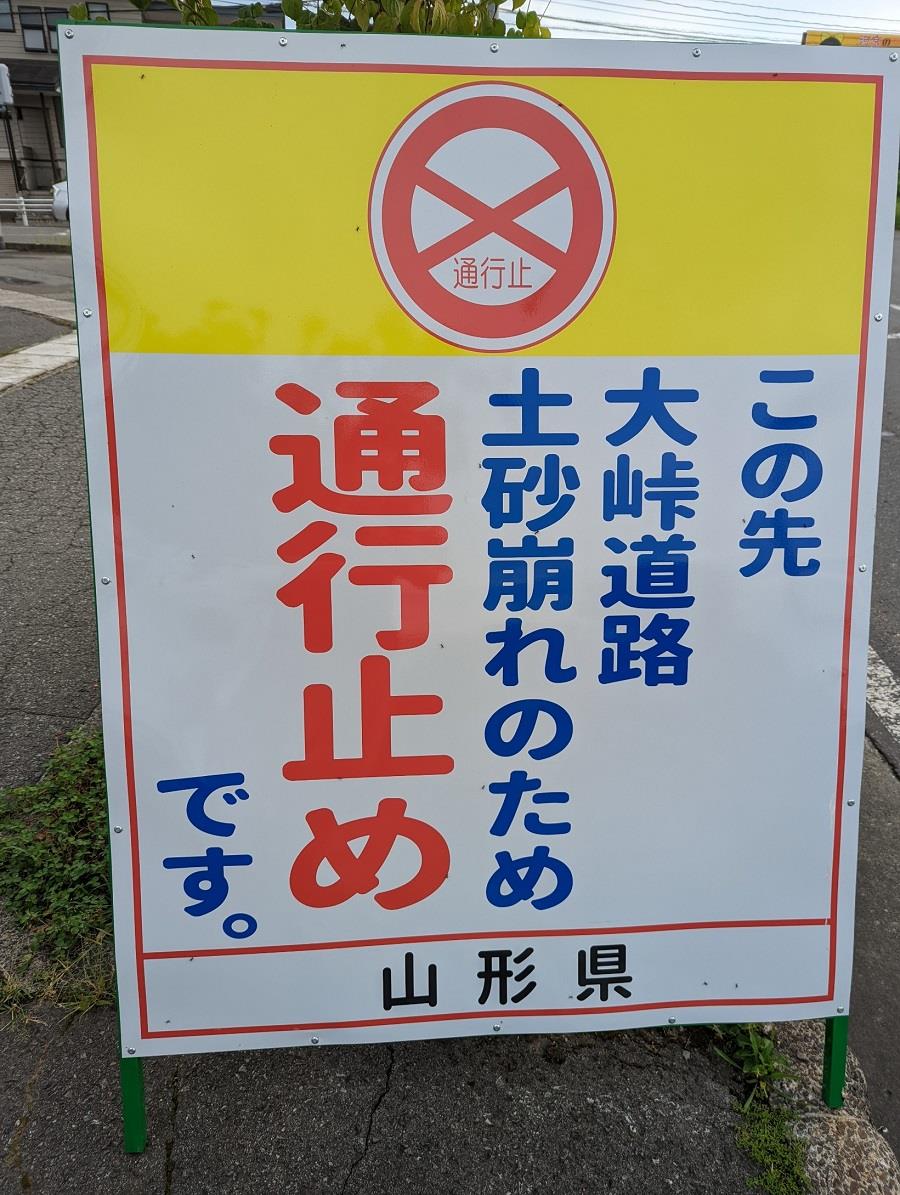 通行止
この先
大峠道路
土砂崩れのため
通行止め
です。
山形県